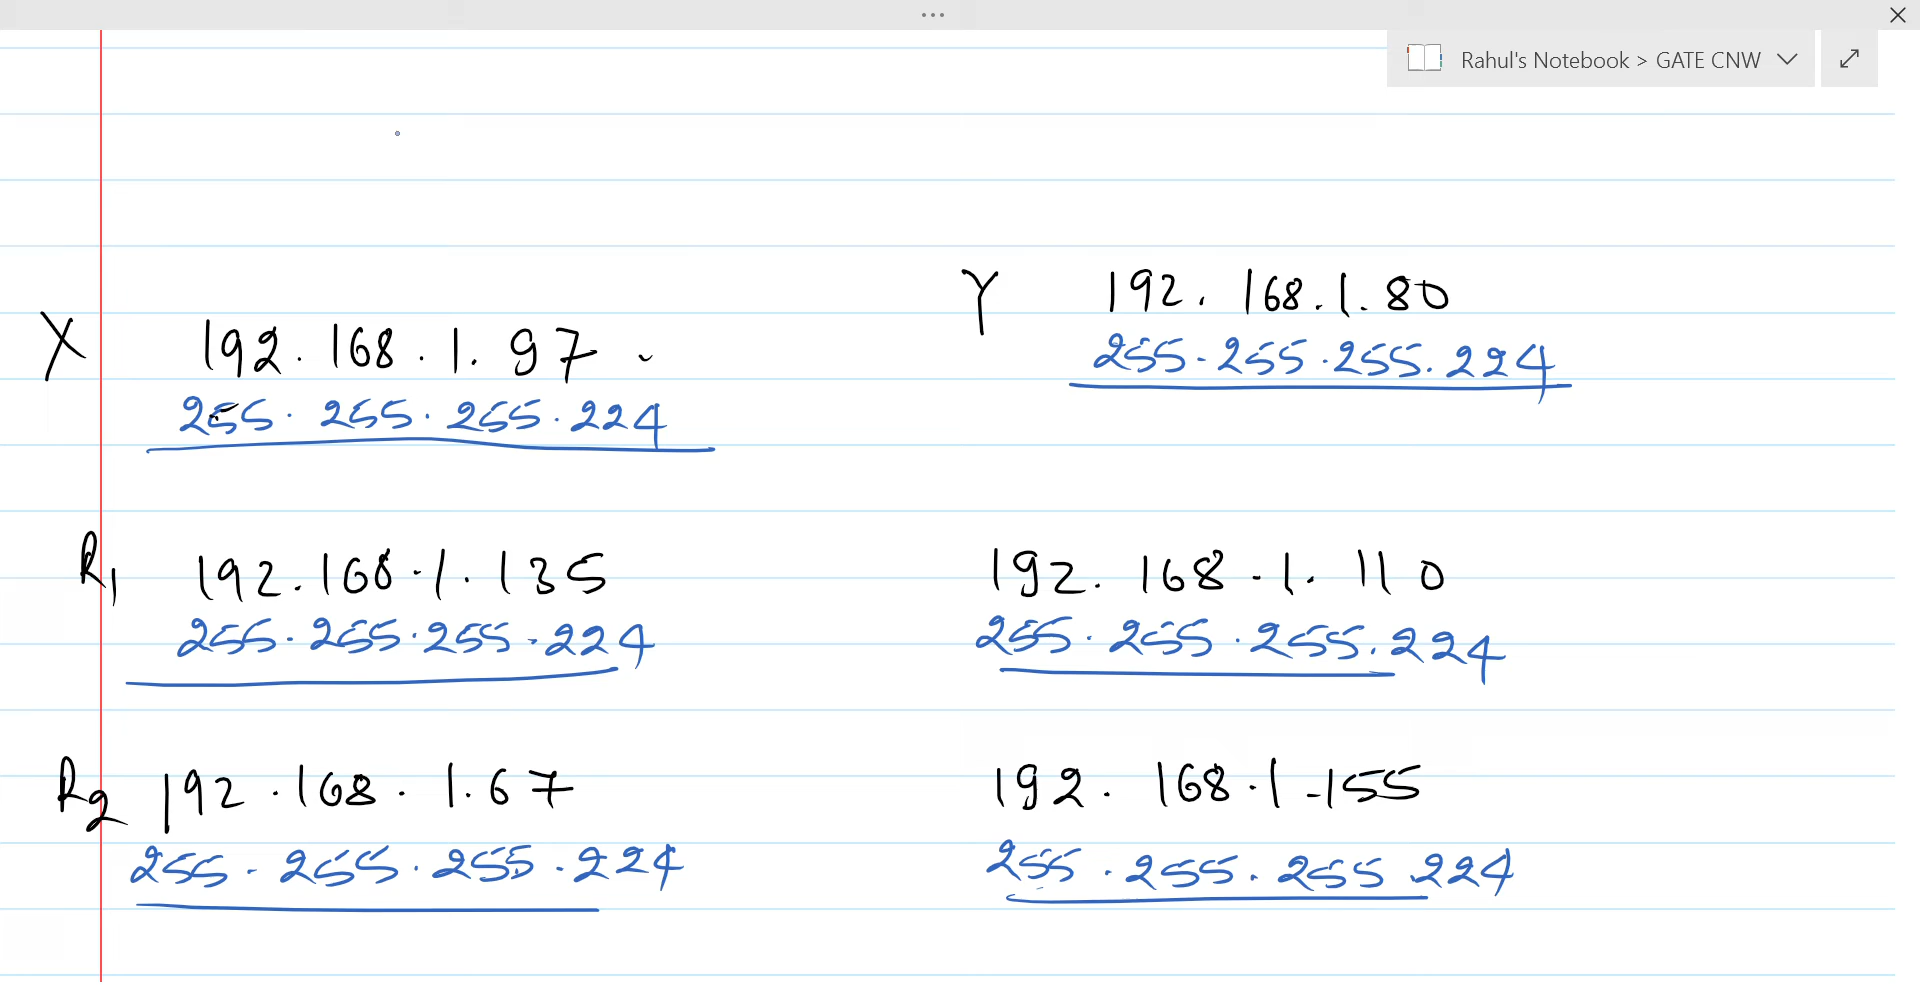 Rahul's Notebook > GATE CNW
X 192.168.1.97
255.255.255.224
Y 192.168.1.80
255.255.255.224
R1 192.168.1.135
255.255.255.224
192.168.1.110
255.255.255.224
R2 192.168.1.67
255.255.255.224
192.168.1.155
255.255.255.224